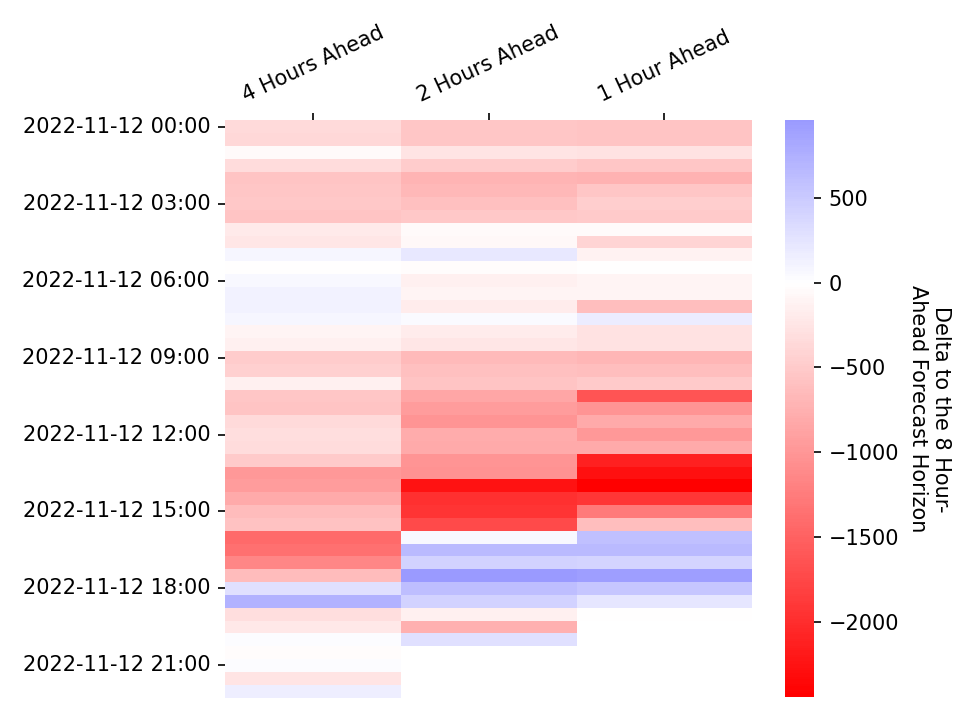 4 Hours Ahead
2 Hours Ahead
1 Hour Ahead
2022-11-12 00:00
2022-11-12 03:00
2022-11-12 06:00
2022-11-12 09:00
2022-11-12 12:00
2022-11-12 15:00
2022-11-12 18:00
2022-11-12 21:00
500
0
−500
−1000
−1500
−2000
Delta to the 8 Hour-
Ahead Forecast Horizon